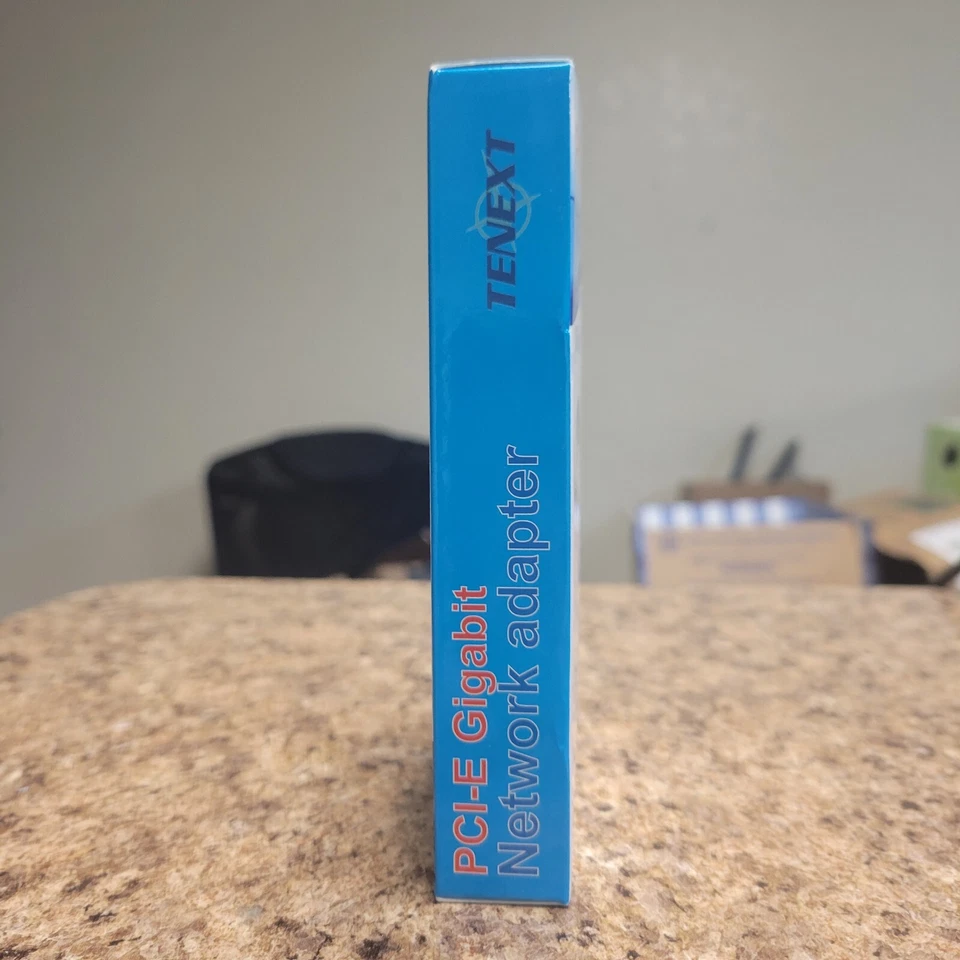 PCI-E Gigabit
Network adapter
TENEXT